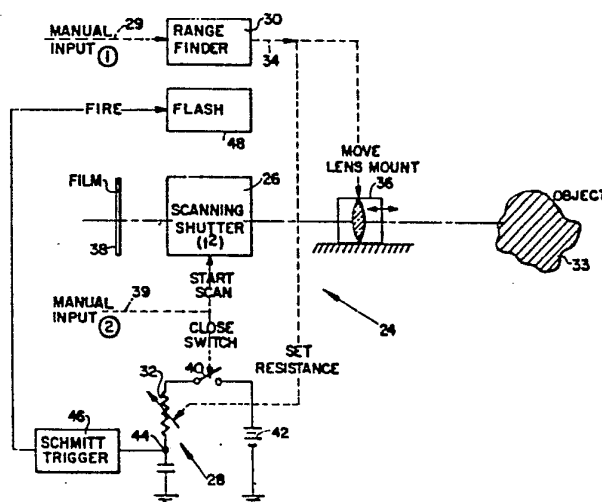 MANUAL INPUT ①
29
RANGE FINDER
30
34
FIRE
FLASH
48
MOVE LENS MOUNT
36
FILM
38
SCANNING SHUTTER (t²)
26
OBJECT
33
START SCAN
MANUAL INPUT ②
39
CLOSE SWITCH
24
SET RESISTANCE
32
40
42
46
SCHMITT TRIGGER
44
28